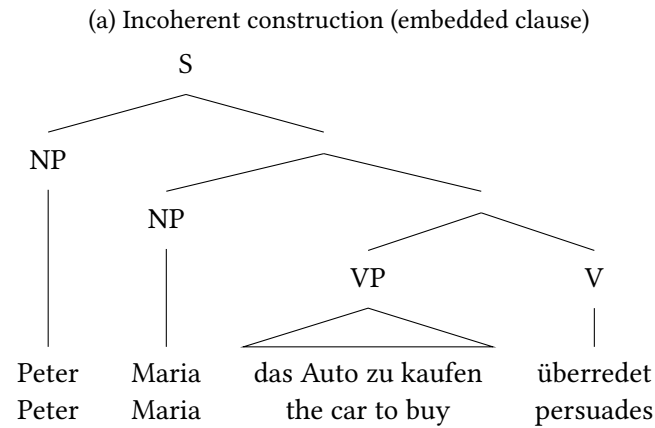 (a) Incoherent construction (embedded clause)
S
NP
NP
VP V
Peter Maria das Auto zu kaufen überredet
Peter Maria the car to buy persuades